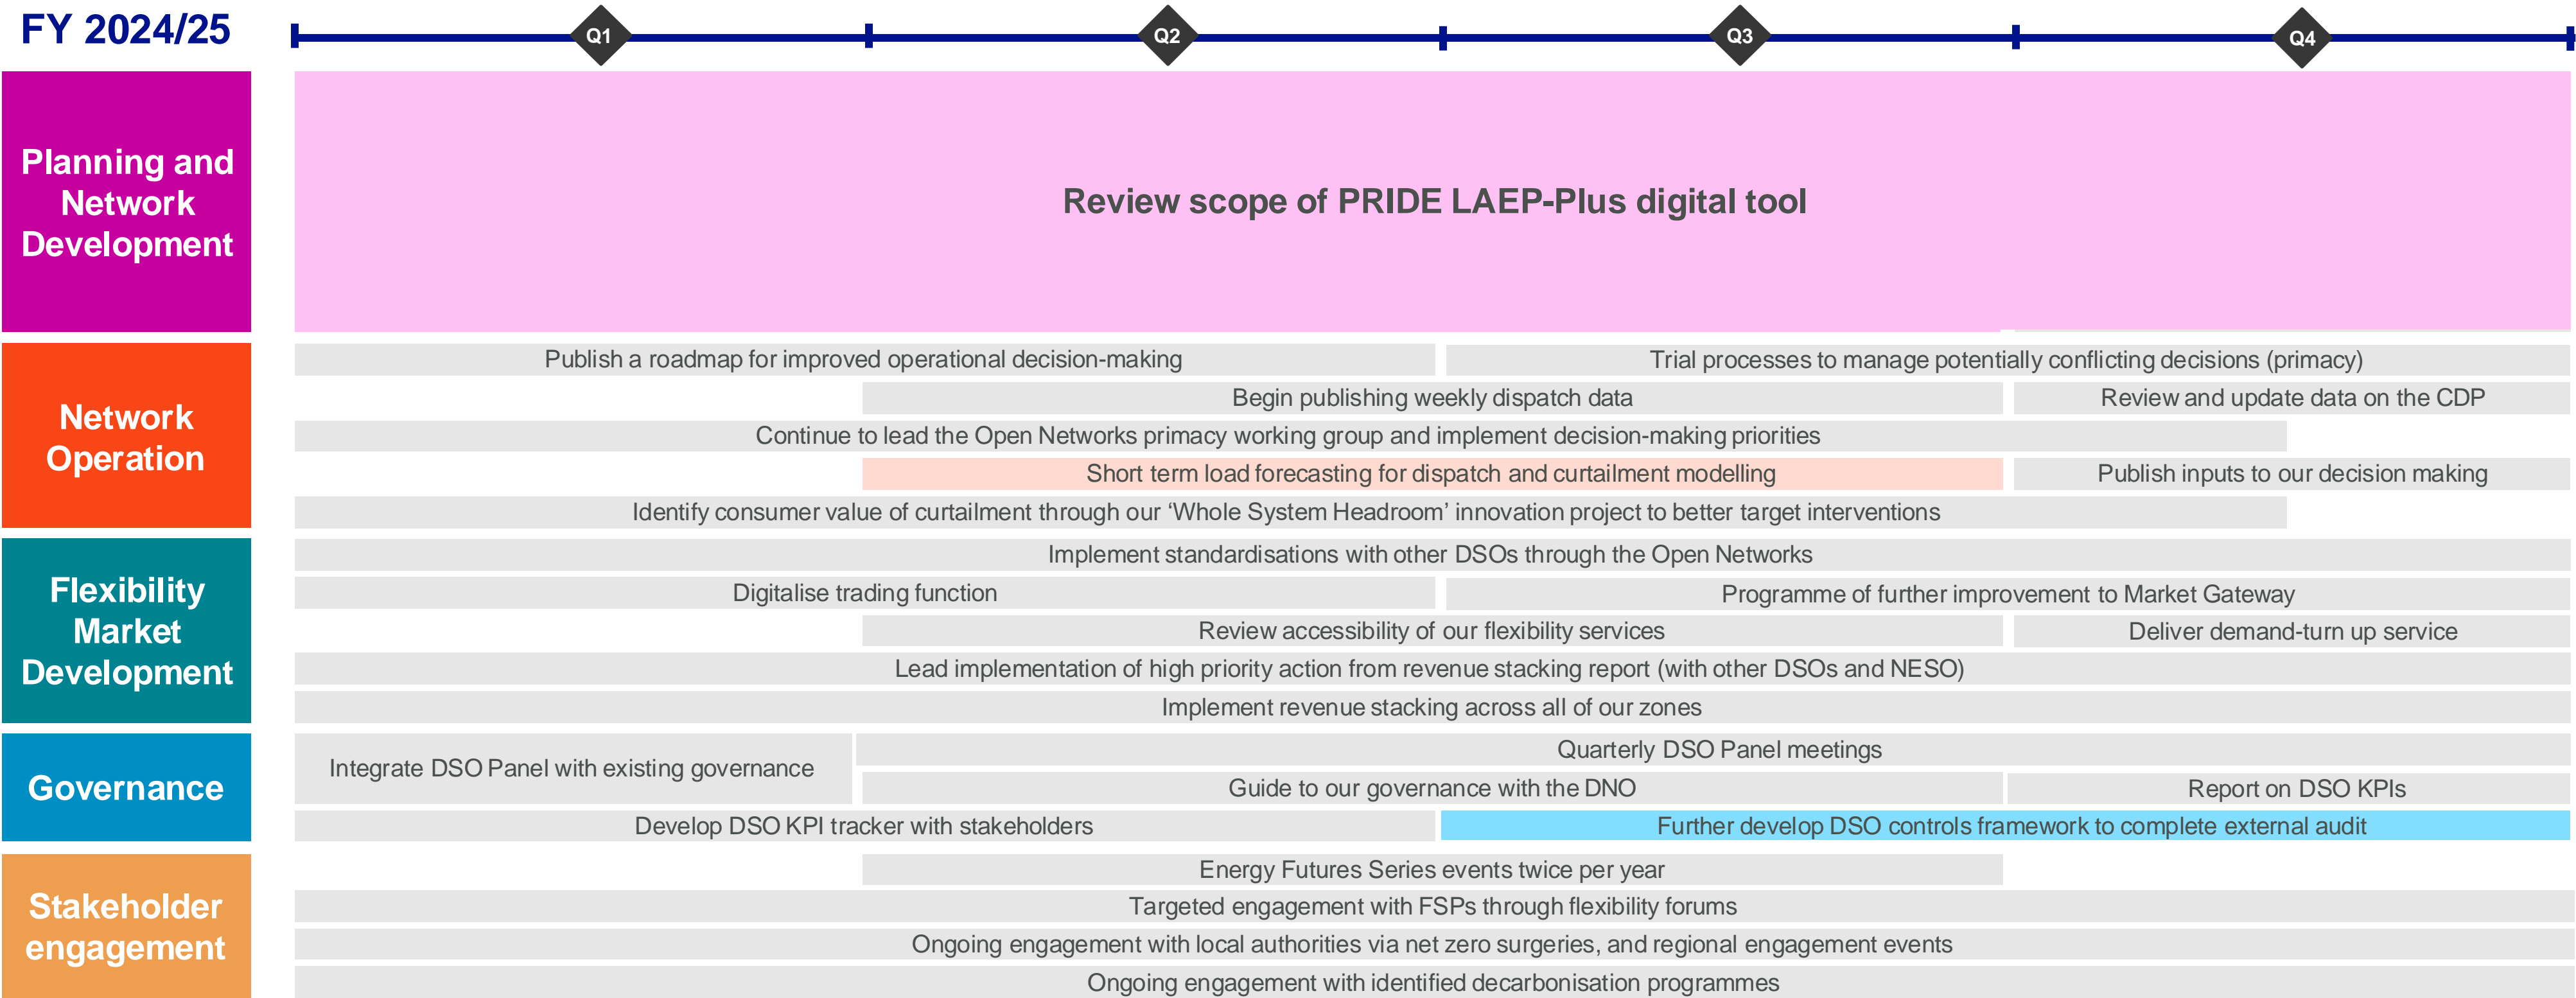 FY 2024/25
Q1
Q2
Q3
Q4
Planning and
Network
Development
Review scope of PRIDE LAEP-Plus digital tool
Network
Operation
Publish a roadmap for improved operational decision-making
Trial processes to manage potentially conflicting decisions (primacy)
Begin publishing weekly dispatch data
Review and update data on the CDP
Continue to lead the Open Networks primacy working group and implement decision-making priorities
Short term load forecasting for dispatch and curtailment modelling
Publish inputs to our decision making
Identify consumer value of curtailment through our ‘Whole System Headroom’ innovation project to better target interventions
Flexibility
Market
Development
Implement standardisations with other DSOs through the Open Networks
Digitalise trading function
Programme of further improvement to Market Gateway
Review accessibility of our flexibility services
Deliver demand-turn up service
Lead implementation of high priority action from revenue stacking report (with other DSOs and NESO)
Implement revenue stacking across all of our zones
Governance
Integrate DSO Panel with existing governance
Quarterly DSO Panel meetings
Guide to our governance with the DNO
Report on DSO KPIs
Develop DSO KPI tracker with stakeholders
Further develop DSO controls framework to complete external audit
Stakeholder
engagement
Energy Futures Series events twice per year
Targeted engagement with FSPs through flexibility forums
Ongoing engagement with local authorities via net zero surgeries, and regional engagement events
Ongoing engagement with identified decarbonisation programmes